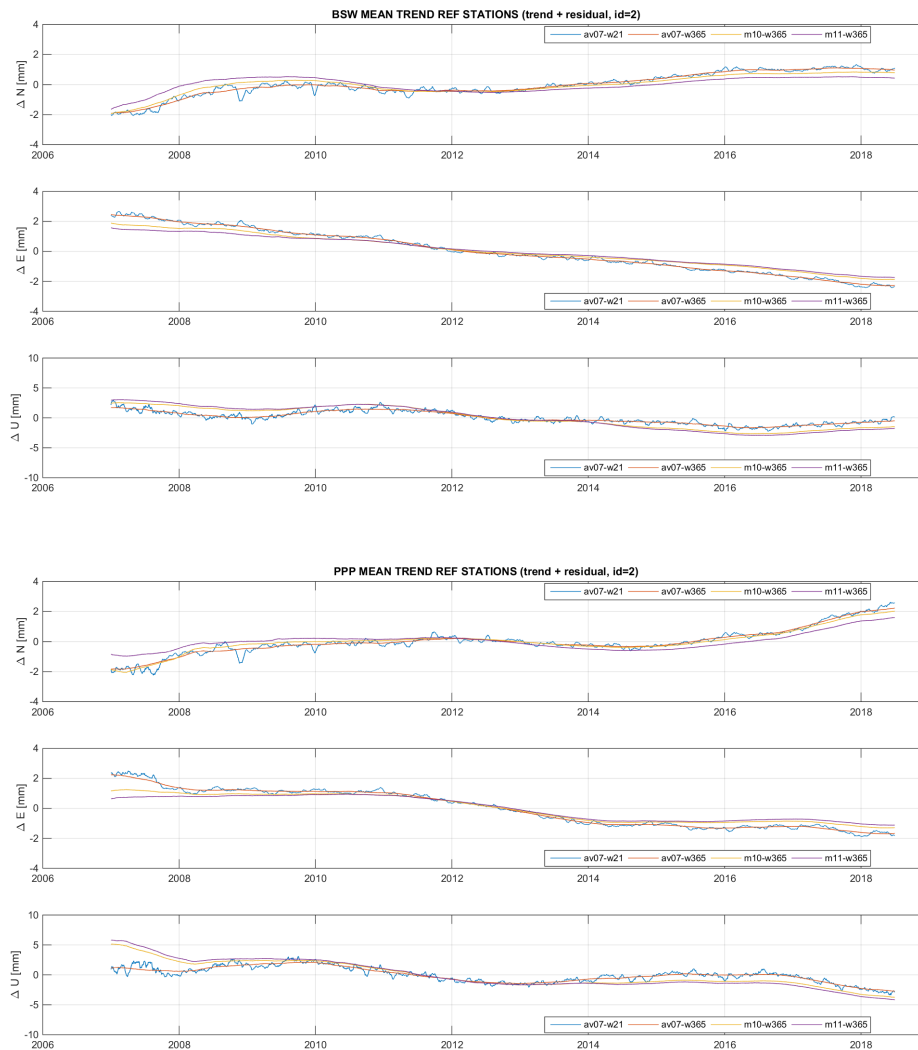 BSW MEAN TREND REF STATIONS (trend + residual, id=2)
4
2
0
-2
-4
Δ N [mm]
av07-w21 av07-w365 m10-w365 m11-w365
2006 2008 2010 2012 2014 2016 2018
4
2
0
-2
-4
Δ E [mm]
av07-w21 av07-w365 m10-w365 m11-w365
2006 2008 2010 2012 2014 2016 2018
10
5
0
-5
-10
Δ U [mm]
av07-w21 av07-w365 m10-w365 m11-w365
2006 2008 2010 2012 2014 2016 2018
PPP MEAN TREND REF STATIONS (trend + residual, id=2)
4
2
0
-2
-4
Δ N [mm]
av07-w21 av07-w365 m10-w365 m11-w365
2006 2008 2010 2012 2014 2016 2018
4
2
0
-2
-4
Δ E [mm]
av07-w21 av07-w365 m10-w365 m11-w365
2006 2008 2010 2012 2014 2016 2018
10
5
0
-5
-10
Δ U [mm]
av07-w21 av07-w365 m10-w365 m11-w365
2006 2008 2010 2012 2014 2016 2018